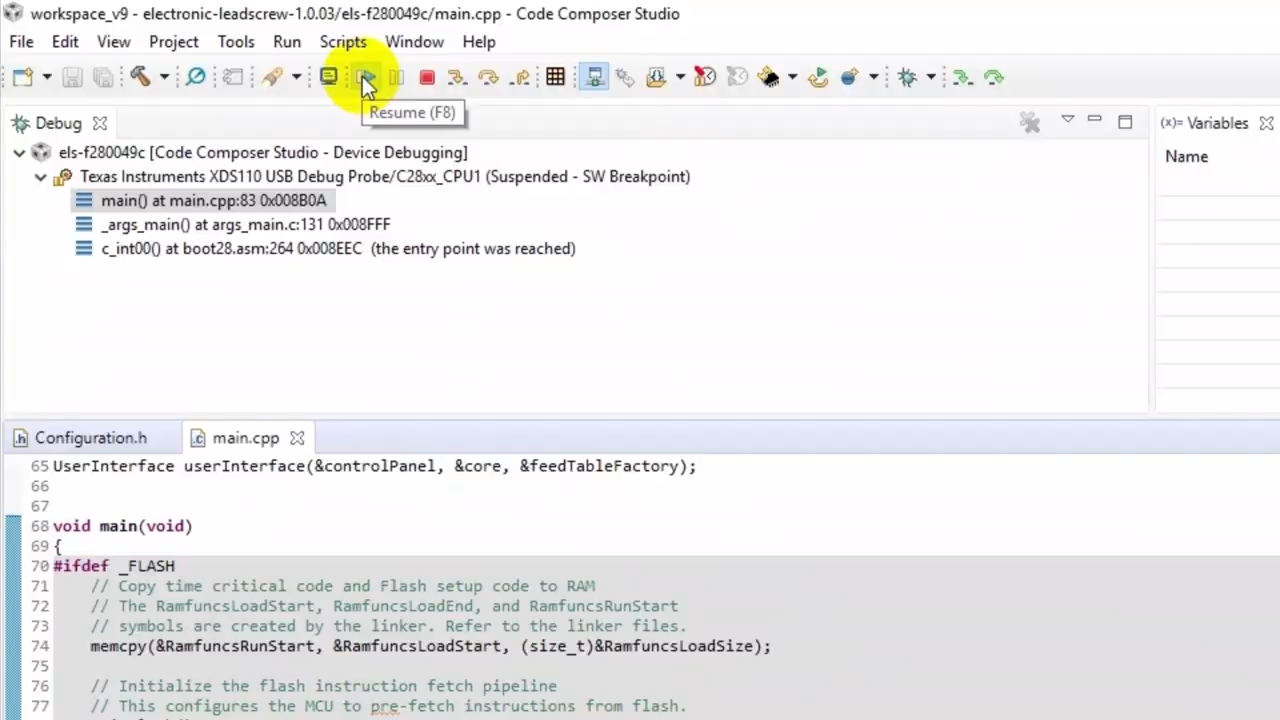 workspace_v9 - electronic-leadscrew-1.0.03/els-f280049c/main.cpp - Code Composer Studio
File Edit View Project Tools Run Scripts Window Help
Resume (F8)
Debug
(x)= Variables
els-f280049c [Code Composer Studio - Device Debugging]
Name
Texas Instruments XDS110 USB Debug Probe/C28xx_CPU1 (Suspended - SW Breakpoint)
main() at main.cpp:83 0x008B0A
_args_main() at args_main.c:131 0x008FFF
c_int00() at boot28.asm:264 0x008EEC (the entry point was reached)
.h Configuration.h
.c main.cpp
65 UserInterface userInterface(&controlPanel, &core, &feedTableFactory);
66
67
68 void main(void)
69 {
70 #ifdef _FLASH
71 // Copy time critical code and Flash setup code to RAM
72 // The RamfuncsLoadStart, RamfuncsLoadEnd, and RamfuncsRunStart
73 // symbols are created by the linker. Refer to the linker files.
74 memcpy(&RamfuncsRunStart, &RamfuncsLoadStart, (size_t)&RamfuncsLoadSize);
75
76 // Initialize the flash instruction fetch pipeline
77 // This configures the MCU to pre-fetch instructions from flash.